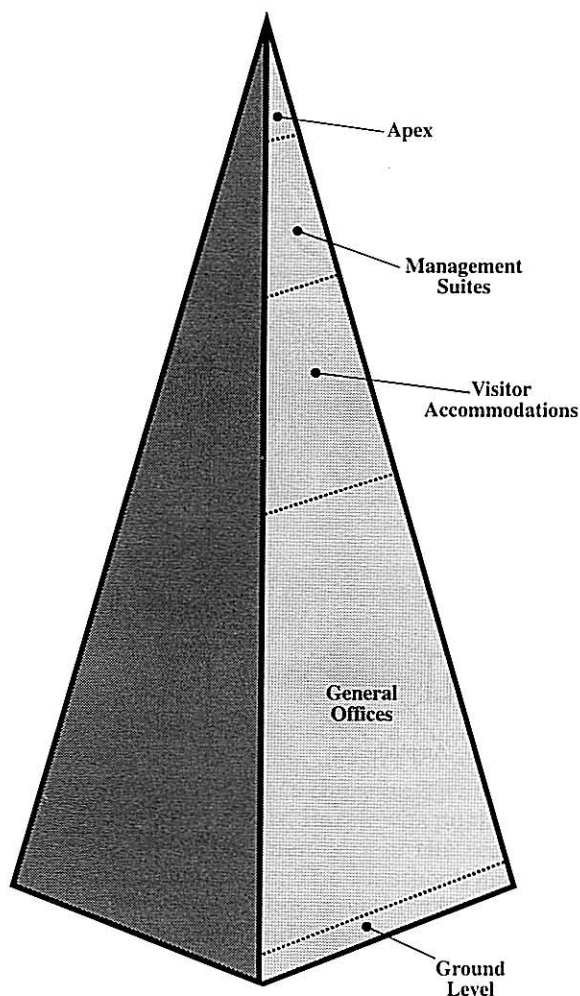 Apex
Management
Suites
Visitor
Accommodations
General
Offices
Ground
Level